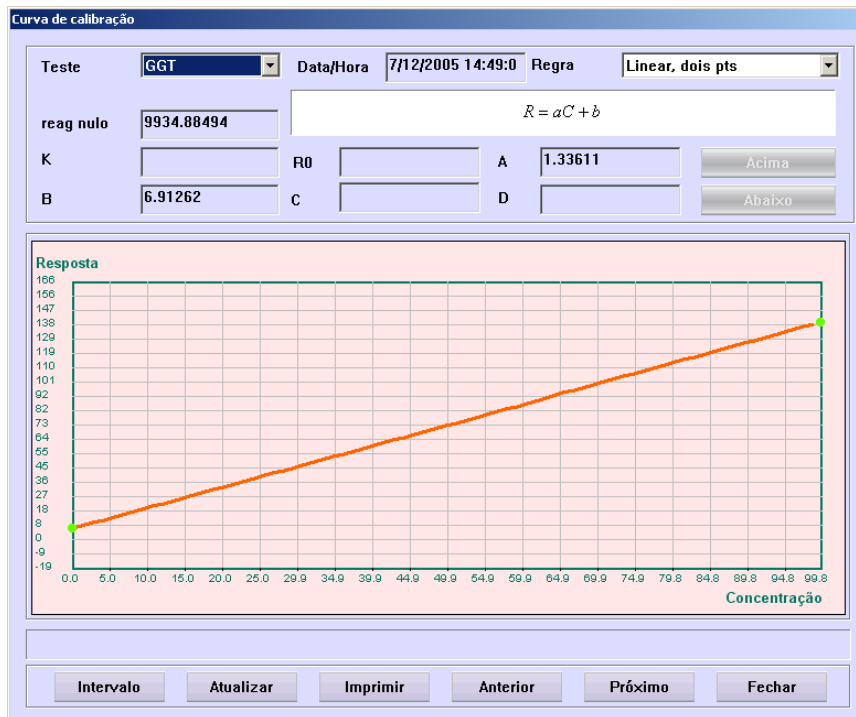 Curva de calibração
Teste GGT Data/Hora 7/12/2005 14:49:0 Regra Linear, dois pts
reag nulo 9934.88494 R = aC + b
K R0 A 1.33611 Acima
B 6.91262 C D Abaixo
Resposta
166
156
147
138
129
119
110
101
92
82
73
64
55
45
36
27
18
8
0
-9
-19
0.0 5.0 10.0 15.0 20.0 25.0 29.9 34.9 39.9 44.9 49.9 54.9 59.9 64.9 69.9 74.9 79.8 84.8 89.8 94.8 99.8
Concentração
Intervalo Atualizar Imprimir Anterior Próximo Fechar